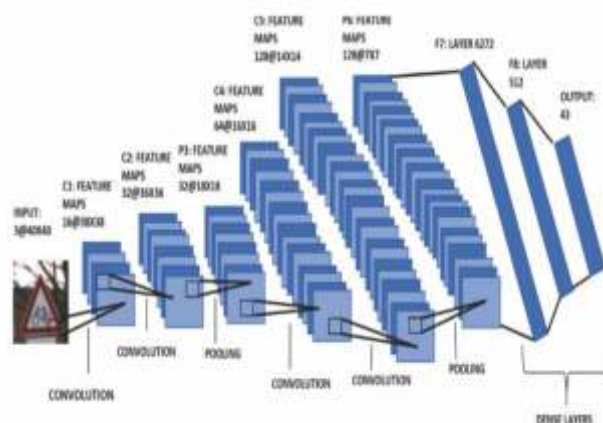 INPUT:
3@40X40
C1: FEATURE
MAPS
16@38X38
C2: FEATURE
MAPS
32@36X36
P3: FEATURE
MAPS
32@18X18
C4: FEATURE
MAPS
64@16X16
C5: FEATURE
MAPS
128@14X14
P6: FEATURE
MAPS
128@7X7
F7: LAYER 6272
F8: LAYER
512
OUTPUT:
43
CONVOLUTION
CONVOLUTION
POOLING
CONVOLUTION
CONVOLUTION
POOLING
DENSE LAYERS